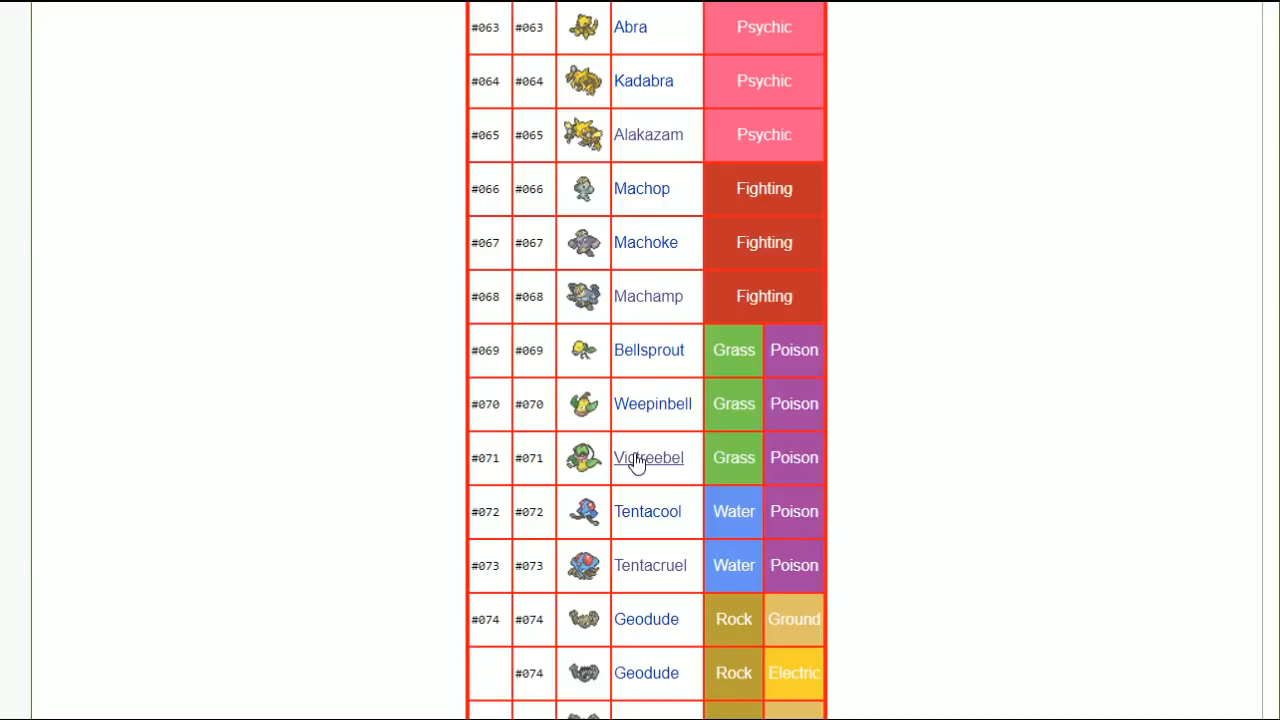 #063 #063 Abra Psychic
#064 #064 Kadabra Psychic
#065 #065 Alakazam Psychic
#066 #066 Machop Fighting
#067 #067 Machoke Fighting
#068 #068 Machamp Fighting
#069 #069 Bellsprout Grass Poison
#070 #070 Weepinbell Grass Poison
#071 #071 Victreebel Grass Poison
#072 #072 Tentacool Water Poison
#073 #073 Tentacruel Water Poison
#074 #074 Geodude Rock Ground
#074 Geodude Rock Electric